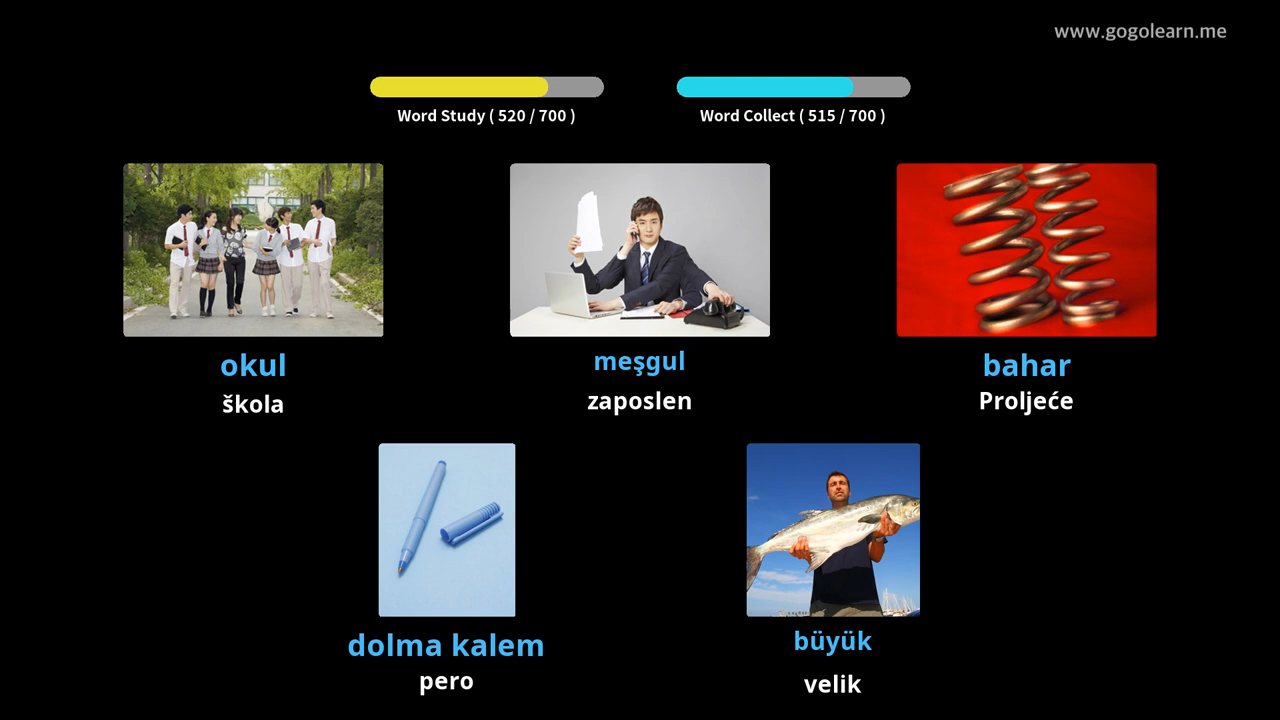 www.gogolearn.me
Word Study ( 520 / 700 )
Word Collect ( 515 / 700 )
okul
škola
meşgul
zaposlen
bahar
Proljeće
dolma kalem
pero
büyük
velik